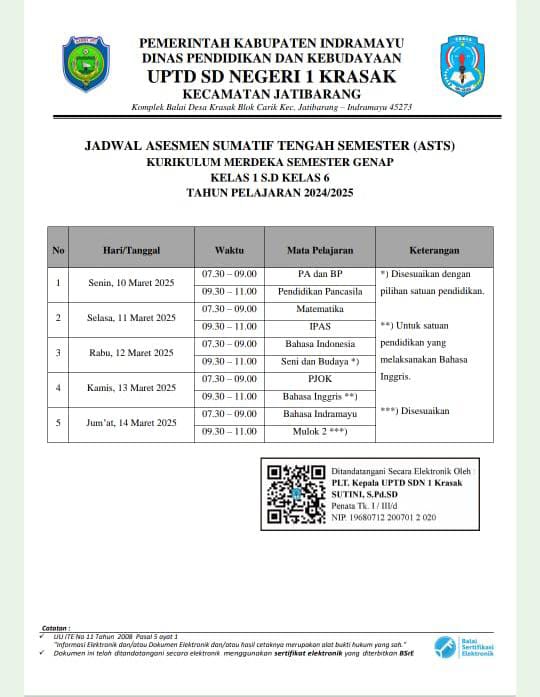 PEMERINTAH KABUPATEN INDRAMAYU
DINAS PENDIDIKAN DAN KEBUDAYAAN
UPTD SD NEGERI 1 KRASAK
KECAMATAN JATIBARANG
Komplek Balai Desa Krasak Blok Carik Kec. Jatibarang – Indramayu 45273
JADWAL ASESMEN SUMATIF TENGAH SEMESTER (ASTS)
KURIKULUM MERDEKA SEMESTER GENAP
KELAS 1 S.D KELAS 6
TAHUN PELAJARAN 2024/2025
No Hari/Tanggal Waktu Mata Pelajaran Keterangan
1 Senin, 10 Maret 2025 07.30 – 09.00 PA dan BP
09.30 – 11.00 Pendidikan Pancasila
2 Selasa, 11 Maret 2025 07.30 – 09.00 Matematika
09.30 – 11.00 IPAS
3 Rabu, 12 Maret 2025 07.30 – 09.00 Bahasa Indonesia
09.30 – 11.00 Seni dan Budaya *)
4 Kamis, 13 Maret 2025 07.30 – 09.00 PJOK
09.30 – 11.00 Bahasa Inggris **)
5 Jum'at, 14 Maret 2025 07.30 – 09.00 Bahasa Indramayu
09.30 – 11.00 Mulok 2 ***)
*) Disesuaikan dengan
pilihan satuan pendidikan.
**) Untuk satuan
pendidikan yang
melaksanakan Bahasa
Inggris.
***) Disesuaikan
Ditandatangani Secara Elektronik Oleh :
PLT. Kepala UPTD SDN 1 Krasak
SUTINI, S.Pd.SD
Penata Tk. I / III/d
NIP. 19680712 200701 2 020
Catatan :
✓ UU ITE No 11 Tahun 2008 Pasal 5 ayat 1
"Informasi Elektronik dan/atau Dokumen Elektronik dan/atau hasil cetaknya merupakan alat bukti hukum yang sah."
✓ Dokumen ini telah ditandatangani secara elektronik menggunakan sertifikat elektronik yang diterbitkan BSrE
Balai
Sertifikasi
Elektronik